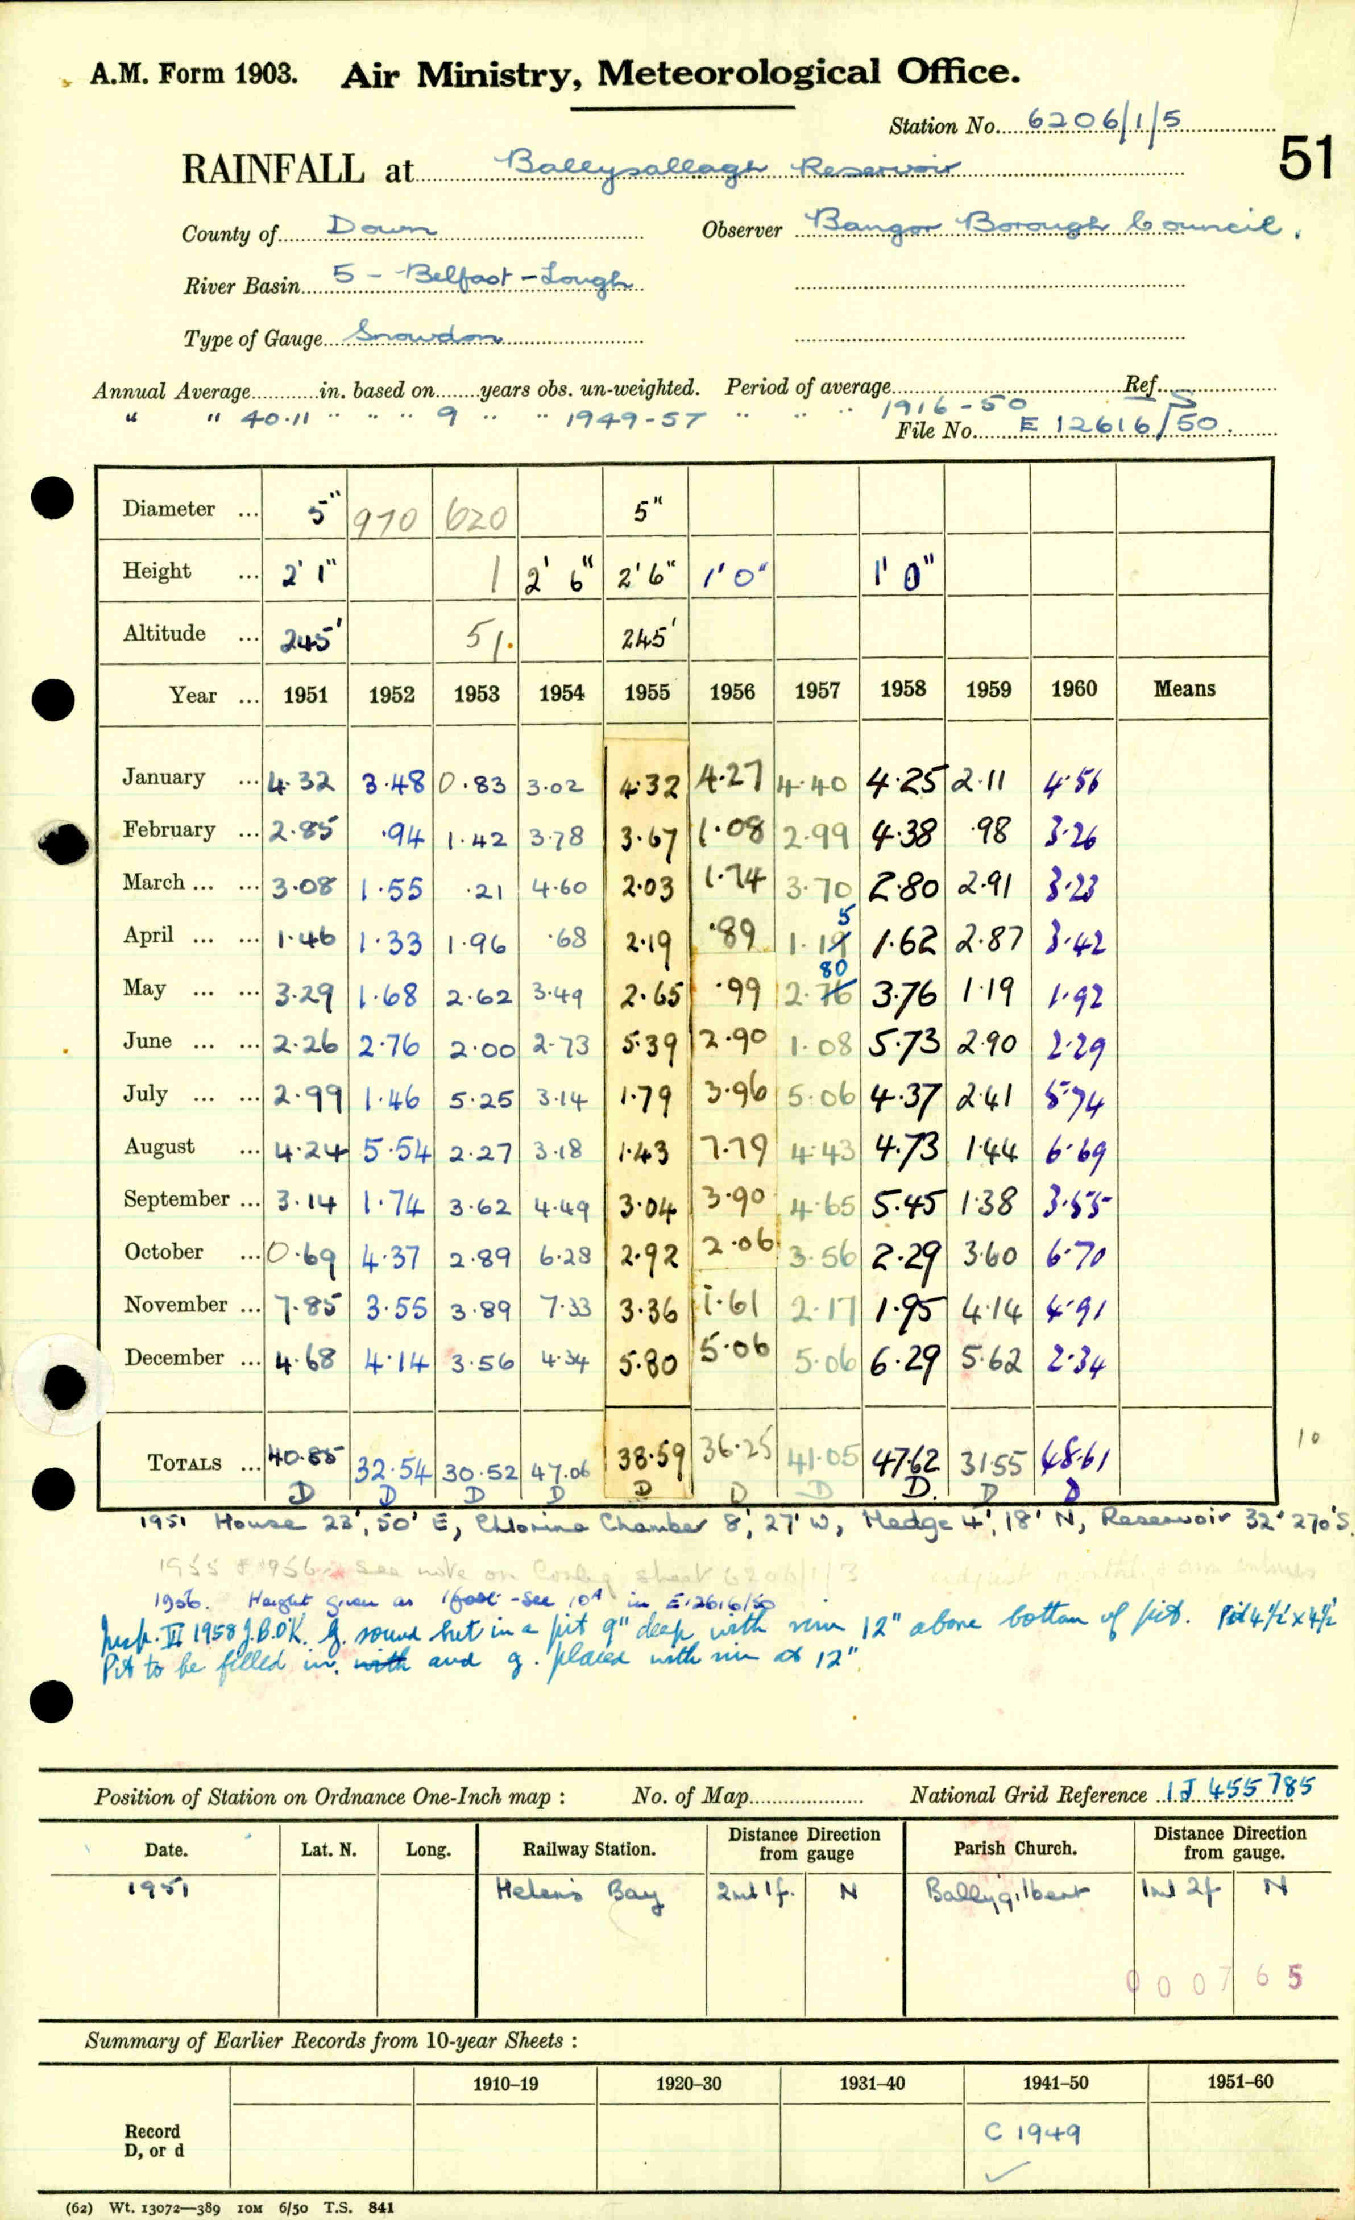 A.M. Form 1903. Air Ministry, Meteorological Office.
Station No. 6206/1/5
51
RAINFALL at Ballysallagh Reservoir
County of Down Observer Bangor Borough Council.
River Basin 5 - Belfast - Lough
Type of Gauge Snowdon
Annual Average in. based on years obs. un-weighted. Period of average Ref.
" " 40.11 " " " 9 " " 1949-57 " " " 1916-50 S
File No. E 12616/50
Diameter ... 5" 970 620 5"
Height ... 2' 1" 1 2' 6" 2' 6" 1' 0" 1' 0"
Altitude ... 245' 51. 245'
Year ... 1951 1952 1953 1954 1955 1956 1957 1958 1959 1960 Means
January ... 4.32 3.48 0.83 3.02 4.32 4.27 4.40 4.25 2.11 4.56
February ... 2.85 .94 1.42 3.78 3.67 1.08 2.99 4.38 .98 3.26
March ... ... 3.08 1.55 .21 4.60 2.03 1.74 3.70 2.80 2.91 3.23
April ... ... 1.46 1.33 1.96 .68 2.19 .89 1.19 5 1.62 2.87 3.42
May ... ... 3.29 1.68 2.62 3.49 2.65 .99 2.76 80 3.76 1.19 1.92
June ... ... 2.26 2.76 2.00 2.73 5.39 2.90 1.08 5.73 2.90 2.29
July ... ... 2.99 1.46 5.25 3.14 1.79 3.96 5.06 4.37 2.41 5.74
August ... 4.24 5.54 2.27 3.18 1.43 7.79 4.43 4.73 1.44 6.69
September ... 3.14 1.74 3.62 4.49 3.04 3.90 4.65 5.45 1.38 3.55
October ... 0.69 4.37 2.89 6.28 2.92 2.06 3.56 2.29 3.60 6.70
November ... 7.85 3.55 3.89 7.33 3.36 1.61 2.17 1.95 4.14 4.91
December ... 4.68 4.14 3.56 4.34 5.80 5.06 5.06 6.29 5.62 2.34
TOTALS ... 40.85 32.54 30.52 47.06 38.59 36.25 41.05 47.62 31.55 48.61 10
D D D D D D D D. D D
1951 House 23', 50' E, Chlorine Chamber 8', 27' W, Hedge 4', 18' N, Reservoir 32' 270'S.
1955 & 1956 see note on sheet 6206/1/3
1956. Height given as 1 foot - see 10A in E.12616/50
Insp. III 1958 J.B.O'K. g. sound but in a pit 9" deep with rim 12" above bottom of pit. Pit 4½' x 4½'
Pit to be filled in with and g. placed with rim at 12"
Position of Station on Ordnance One-Inch map : No. of Map National Grid Reference IJ 455785
Date. Lat. N. Long. Railway Station. Distance from Direction gauge Parish Church. Distance from Direction gauge.
1951 Helen's Bay 2ml 1f. N Ballygilbert 1ml 2f N
000765
Summary of Earlier Records from 10-year Sheets :
1910–19 1920–30 1931–40 1941–50 1951–60
Record
D, or d
C 1949
(62) Wt. 13072—389 10M 6/50 T.S. 841